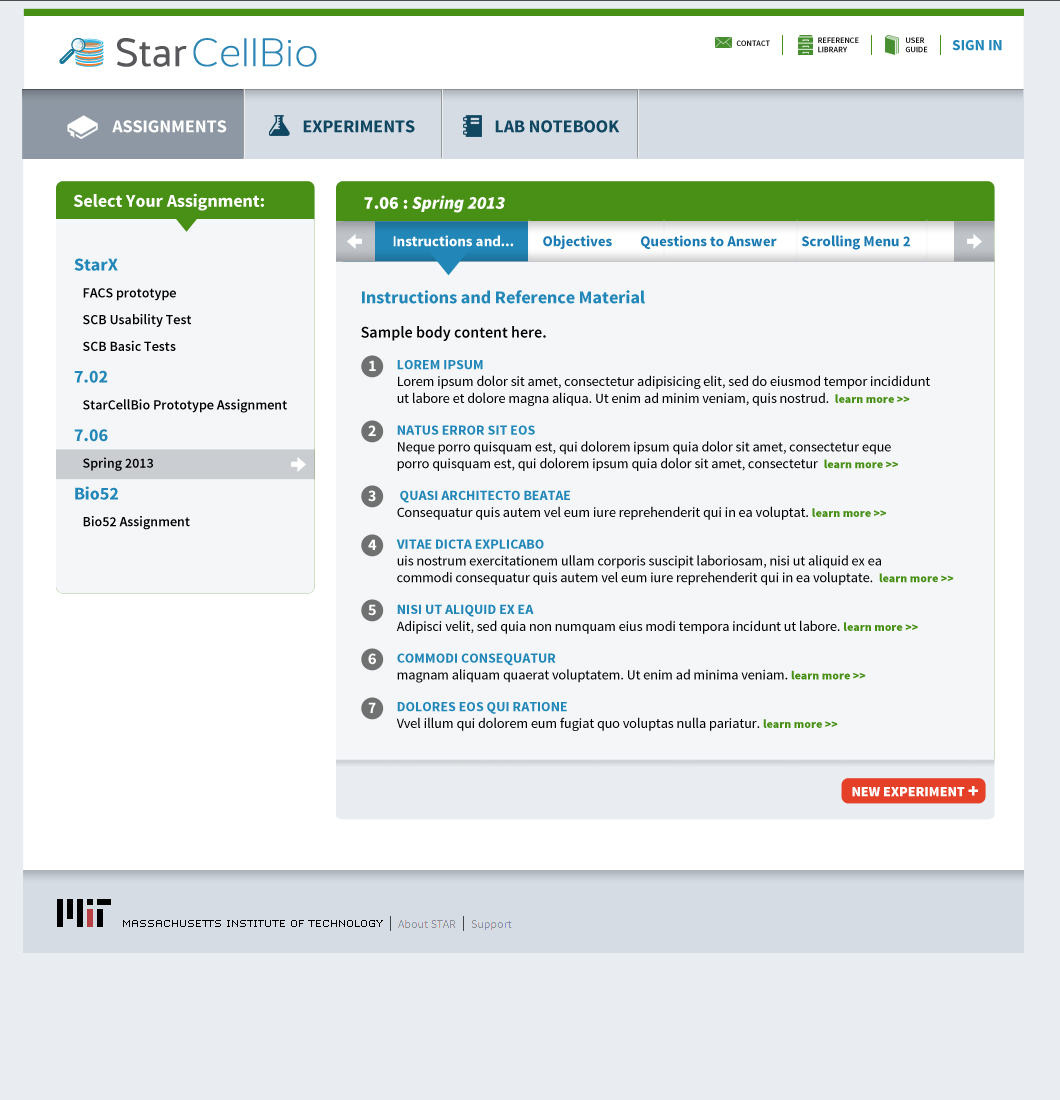 StarCellBio
CONTACT
REFERENCE
LIBRARY
USER
GUIDE
SIGN IN
ASSIGNMENTS
EXPERIMENTS
LAB NOTEBOOK
Select Your Assignment:
StarX
FACS prototype
SCB Usability Test
SCB Basic Tests
7.02
StarCellBio Prototype Assignment
7.06
Spring 2013
Bio52
Bio52 Assignment
7.06 : Spring 2013
Instructions and...
Objectives
Questions to Answer
Scrolling Menu 2
Instructions and Reference Material
Sample body content here.
1 LOREM IPSUM
Lorem ipsum dolor sit amet, consectetur adipisicing elit, sed do eiusmod tempor incididunt
ut labore et dolore magna aliqua. Ut enim ad minim veniam, quis nostrud. learn more >>
2 NATUS ERROR SIT EOS
Neque porro quisquam est, qui dolorem ipsum quia dolor sit amet, consectetur eque
porro quisquam est, qui dolorem ipsum quia dolor sit amet, consectetur learn more >>
3 QUASI ARCHITECTO BEATAE
Consequatur quis autem vel eum iure reprehenderit qui in ea voluptat. learn more >>
4 VITAE DICTA EXPLICABO
uis nostrum exercitationem ullam corporis suscipit laboriosam, nisi ut aliquid ex ea
commodi consequatur quis autem vel eum iure reprehenderit qui in ea voluptate. learn more >>
5 NISI UT ALIQUID EX EA
Adipisci velit, sed quia non numquam eius modi tempora incidunt ut labore. learn more >>
6 COMMODI CONSEQUATUR
magnam aliquam quaerat voluptatem. Ut enim ad minima veniam. learn more >>
7 DOLORES EOS QUI RATIONE
Vvel illum qui dolorem eum fugiat quo voluptas nulla pariatur. learn more >>
NEW EXPERIMENT +
MIT MASSACHUSETTS INSTITUTE OF TECHNOLOGY | About STAR | Support